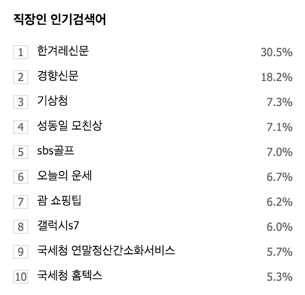 직장인 인기검색어
1 한겨레신문 30.5%
2 경향신문 18.2%
3 기상청 7.3%
4 성동일 모친상 7.1%
5 sbs골프 7.0%
6 오늘의 운세 6.7%
7 괌 쇼핑팁 6.2%
8 갤럭시s7 6.0%
9 국세청 연말정산간소화서비스 5.7%
10 국세청 홈텍스 5.3%